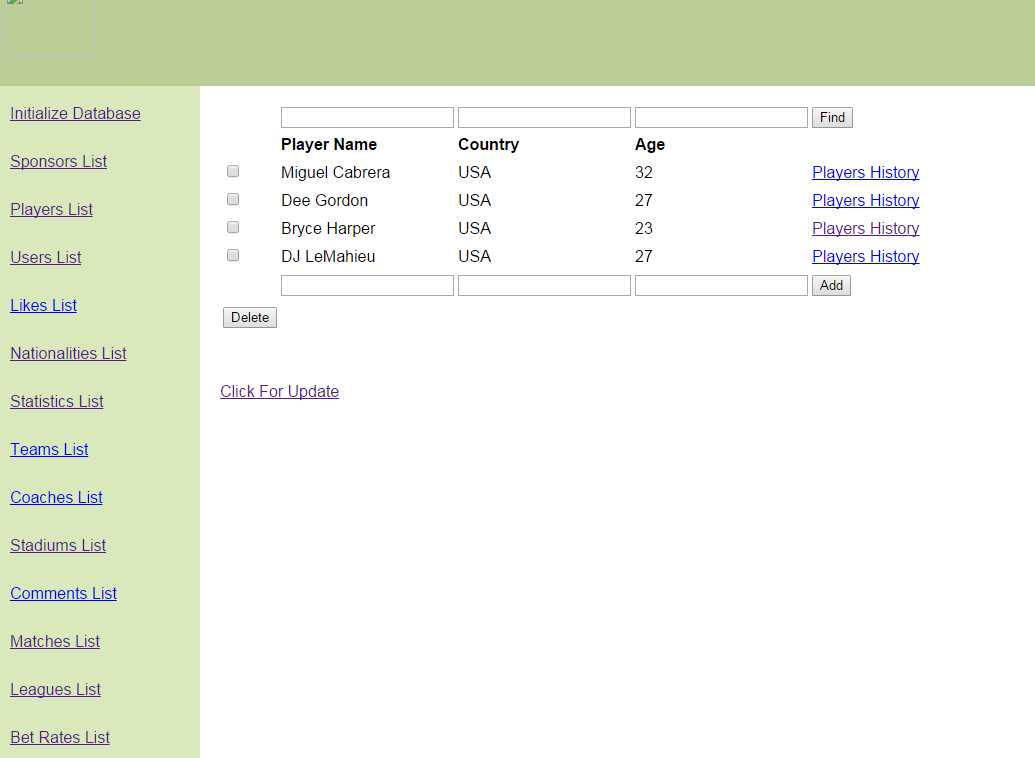 Initialize Database
Sponsors List
Players List
Users List
Likes List
Nationalities List
Statistics List
Teams List
Coaches List
Stadiums List
Comments List
Matches List
Leagues List
Bet Rates List
Find
Player Name Country Age
Miguel Cabrera USA 32 Players History
Dee Gordon USA 27 Players History
Bryce Harper USA 23 Players History
DJ LeMahieu USA 27 Players History
Add
Delete
Click For Update